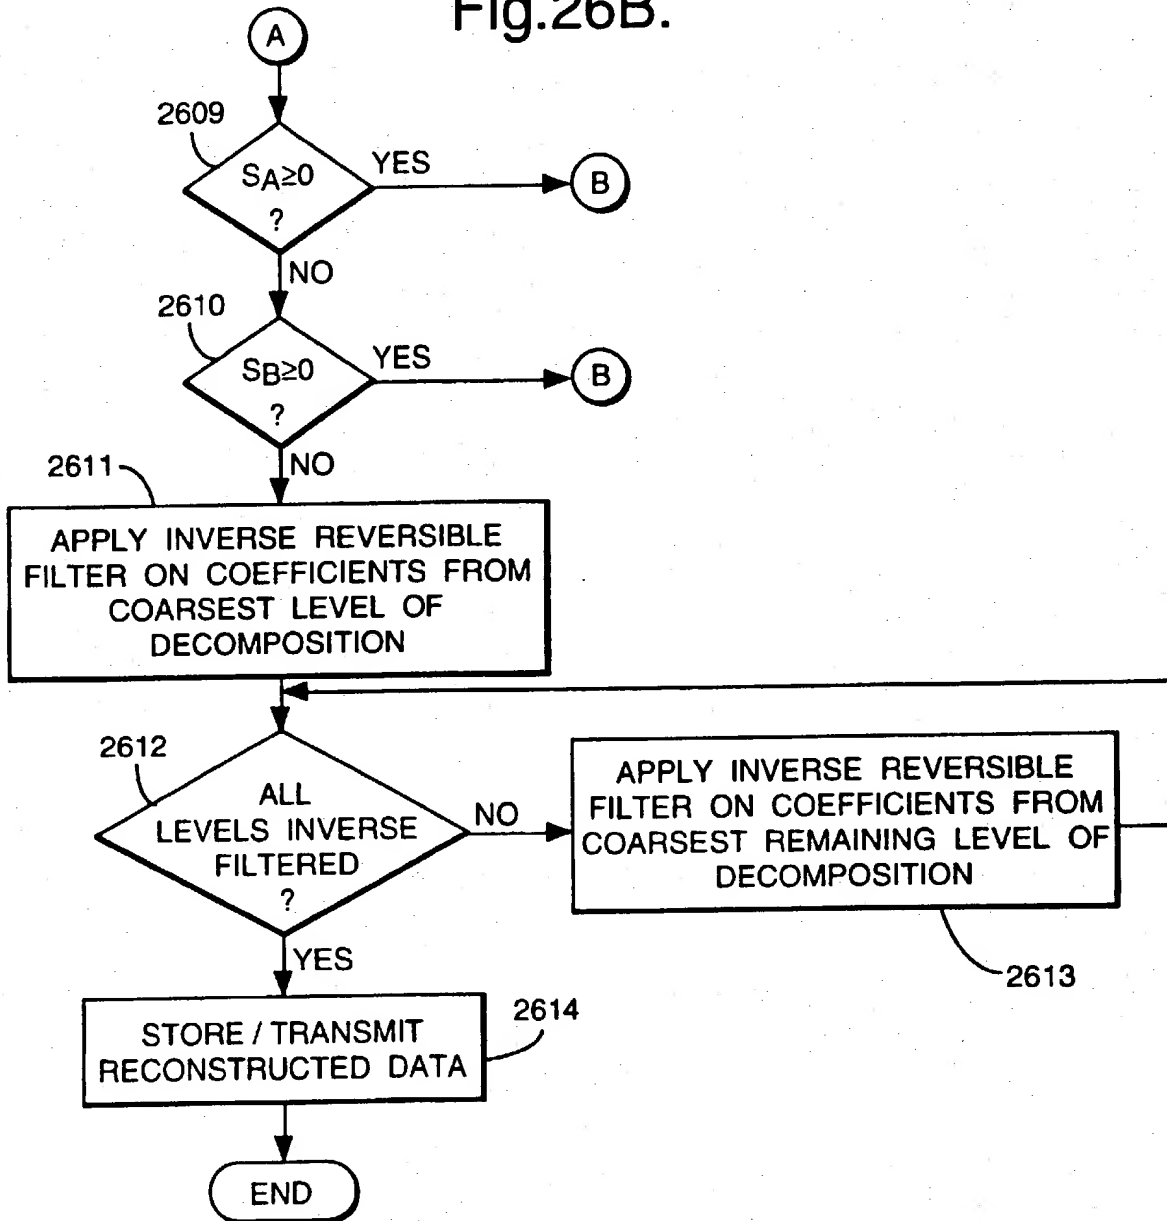 Fig.26B.
A
2609
SA≥0
?
YES
B
NO
2610
SB≥0
?
YES
B
NO
2611
APPLY INVERSE REVERSIBLE
FILTER ON COEFFICIENTS FROM
COARSEST LEVEL OF
DECOMPOSITION
2612
ALL
LEVELS INVERSE
FILTERED
?
NO
APPLY INVERSE REVERSIBLE
FILTER ON COEFFICIENTS FROM
COARSEST REMAINING LEVEL OF
DECOMPOSITION
2613
YES
STORE / TRANSMIT
RECONSTRUCTED DATA
2614
END